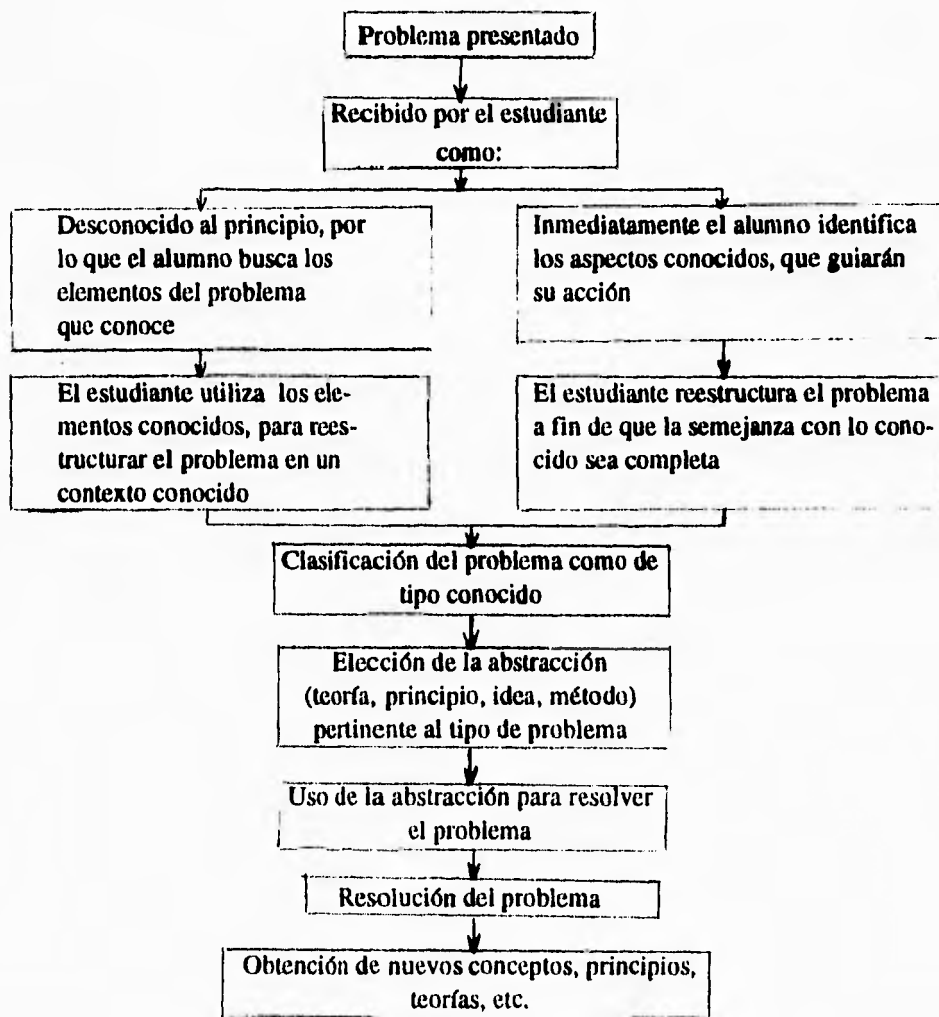 Problema presentado
Recibido por el estudiante
como:
Desconocido al principio, por
lo que el alumno busca los
elementos del problema
que conoce
Inmediatamente el alumno identifica
los aspectos conocidos, que guiarán
su acción
El estudiante utiliza los ele-
mentos conocidos, para rees-
tructurar el problema en un
contexto conocido
El estudiante reestructura el problema
a fin de que la semejanza con lo cono-
cido sea completa
Clasificación del problema como de
tipo conocido
Elección de la abstracción
(teoría, principio, idea, método)
pertinente al tipo de problema
Uso de la abstracción para resolver
el problema
Resolución del problema
Obtención de nuevos conceptos, principios,
teorías, etc.